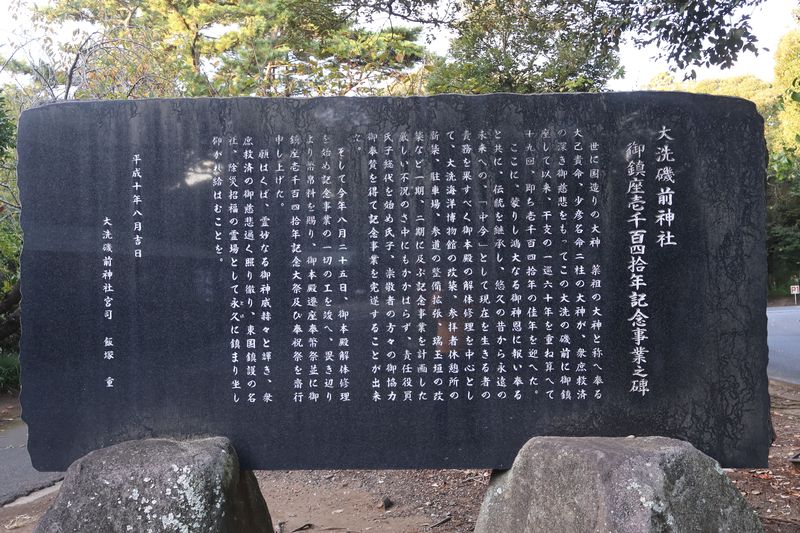 大洗磯前神社
御鎮座壱千百四拾年記念事業之碑
世に国造りの大神 薬祖の大神と称へ奉る
大己貴命、少彦名命二柱の大神が、衆庶救済
の深き御慈悲をもってこの大洗の磯前に御鎮
座して以来、干支の一巡六十年を重ね算へて
十九回、即ち壱千百四拾年の佳年を迎へた。
ここに、蒙りし鴻大なる御神恩に報い奉る
と共に、伝統を継承し、悠久の昔から永遠の
未来への、「中今」として現在を生きる者の
責務を果すべく御本殿の解体修理を中心とし
て、大洗海洋博物館の改築、参拝者休憩所の
新築、駐車場、参道の整備拡張、瑞玉垣の改
築など一期、二期に及ぶ記念事業を計画した
厳しい不況のさ中にもかかはらず、責任役員
氏子総代を始め氏子、崇敬者の方々の御協力
御奉賛を得て記念事業を完遂することが出来
た。
そして今年八月二十五日、御本殿解体修理
を始め記念事業の一切の工を竣へ、畏き辺り
より幣帛料を賜り、御本殿遷座奉幣祭並に御
鎮座壱千百四拾年記念大祭及び奉祝祭を斎行
申し上げた。
願はくば、霊妙なる御神威赫々と輝き、衆
庶救済の御慈悲遍く照り徹り、東国鎮護の名
社、除災招福の霊場として永久に鎮まり坐し
仰がれ給はむことを。
平成十年八月吉日
大洗磯前神社宮司 飯塚 重